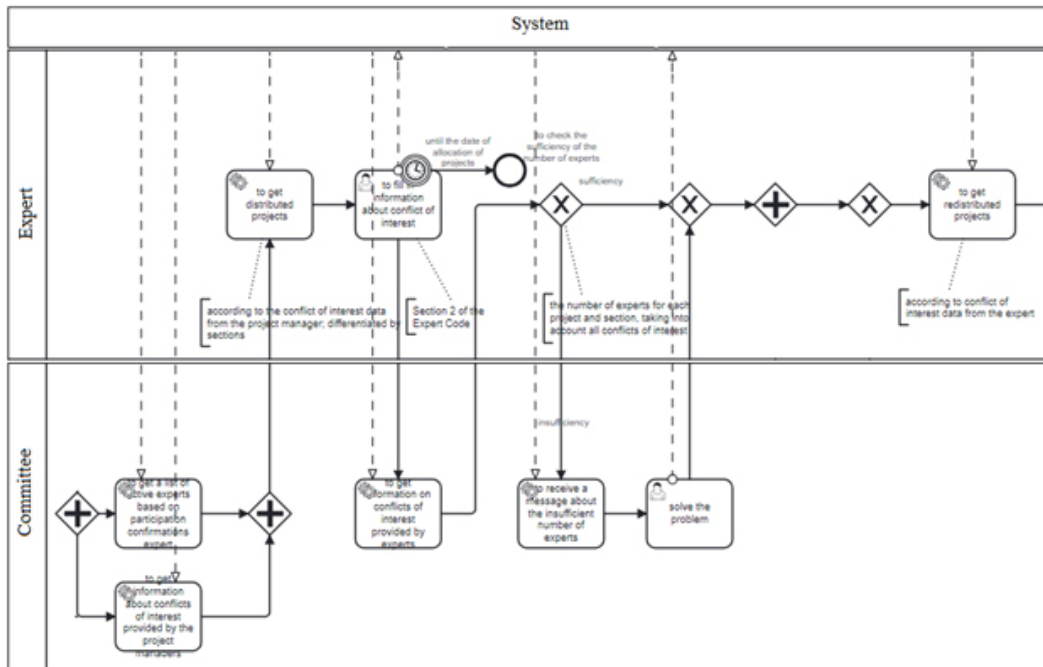 System
Expert
until the date of
allocation of
projects
to check the
sufficiency of the
number of experts
sufficiency
to get
distributed
projects
to fill in
information
about conflict of
interest
to get
redistributed
projects
according to the conflict of interest data
from the project manager; differentiated by
sections
Section 2 of the
Expert Code
the number of experts for each
project and section, taking into
account all conflicts of interest
according to conflict of
interest data from the expert
Committee
insufficiency
to get a list of
active experts
based on
participation
confirmations
expert
to get
information on
conflicts of
interest
provided by
experts
to receive a
message about
the insufficient
number of
experts
solve the
problem
to get
information
about conflicts
of interest
provided by the
project
managers